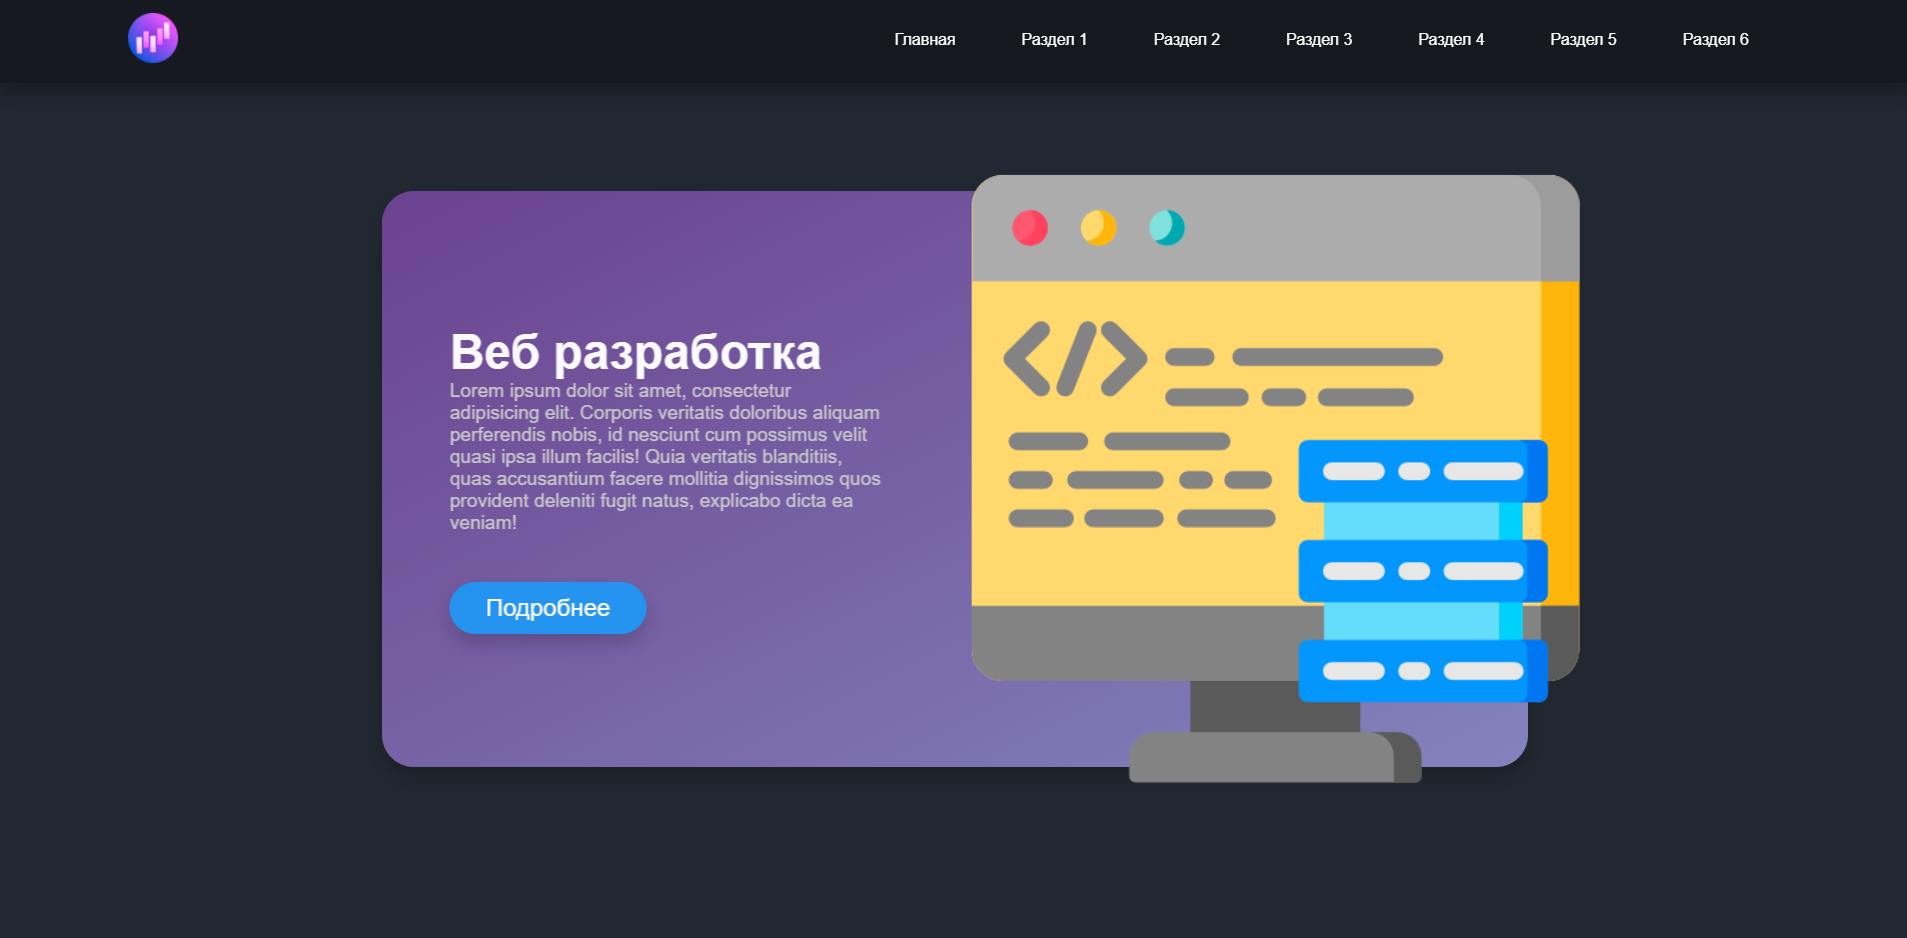 Главная Раздел 1 Раздел 2 Раздел 3 Раздел 4 Раздел 5 Раздел 6
Веб разработка
Lorem ipsum dolor sit amet, consectetur
adipisicing elit. Corporis veritatis doloribus aliquam
perferendis nobis, id nesciunt cum possimus velit
quasi ipsa illum facilis! Quia veritatis blanditiis,
quas accusantium facere mollitia dignissimos quos
provident deleniti fugit natus, explicabo dicta ea
veniam!
Подробнее